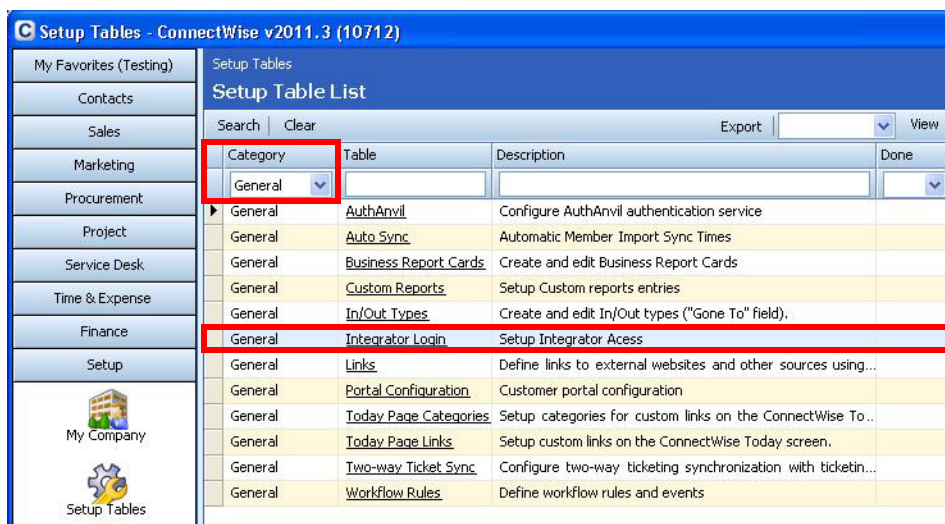 Setup Tables - ConnectWise v2011.3 (10712)
My Favorites (Testing)
Contacts
Sales
Marketing
Procurement
Project
Service Desk
Time & Expense
Finance
Setup
My Company
Setup Tables
Setup Tables
Setup Table List
Search | Clear Export View
Category Table Description Done
General
General AuthAnvil Configure AuthAnvil authentication service
General Auto Sync Automatic Member Import Sync Times
General Business Report Cards Create and edit Business Report Cards
General Custom Reports Setup Custom reports entries
General In/Out Types Create and edit In/Out types ("Gone To" field).
General Integrator Login Setup Integrator Acess
General Links Define links to external websites and other sources using...
General Portal Configuration Customer portal configuration
General Today Page Categories Setup categories for custom links on the ConnectWise To...
General Today Page Links Setup custom links on the ConnectWise Today screen.
General Two-way Ticket Sync Configure two-way ticketing synchronization with ticketin...
General Workflow Rules Define workflow rules and events